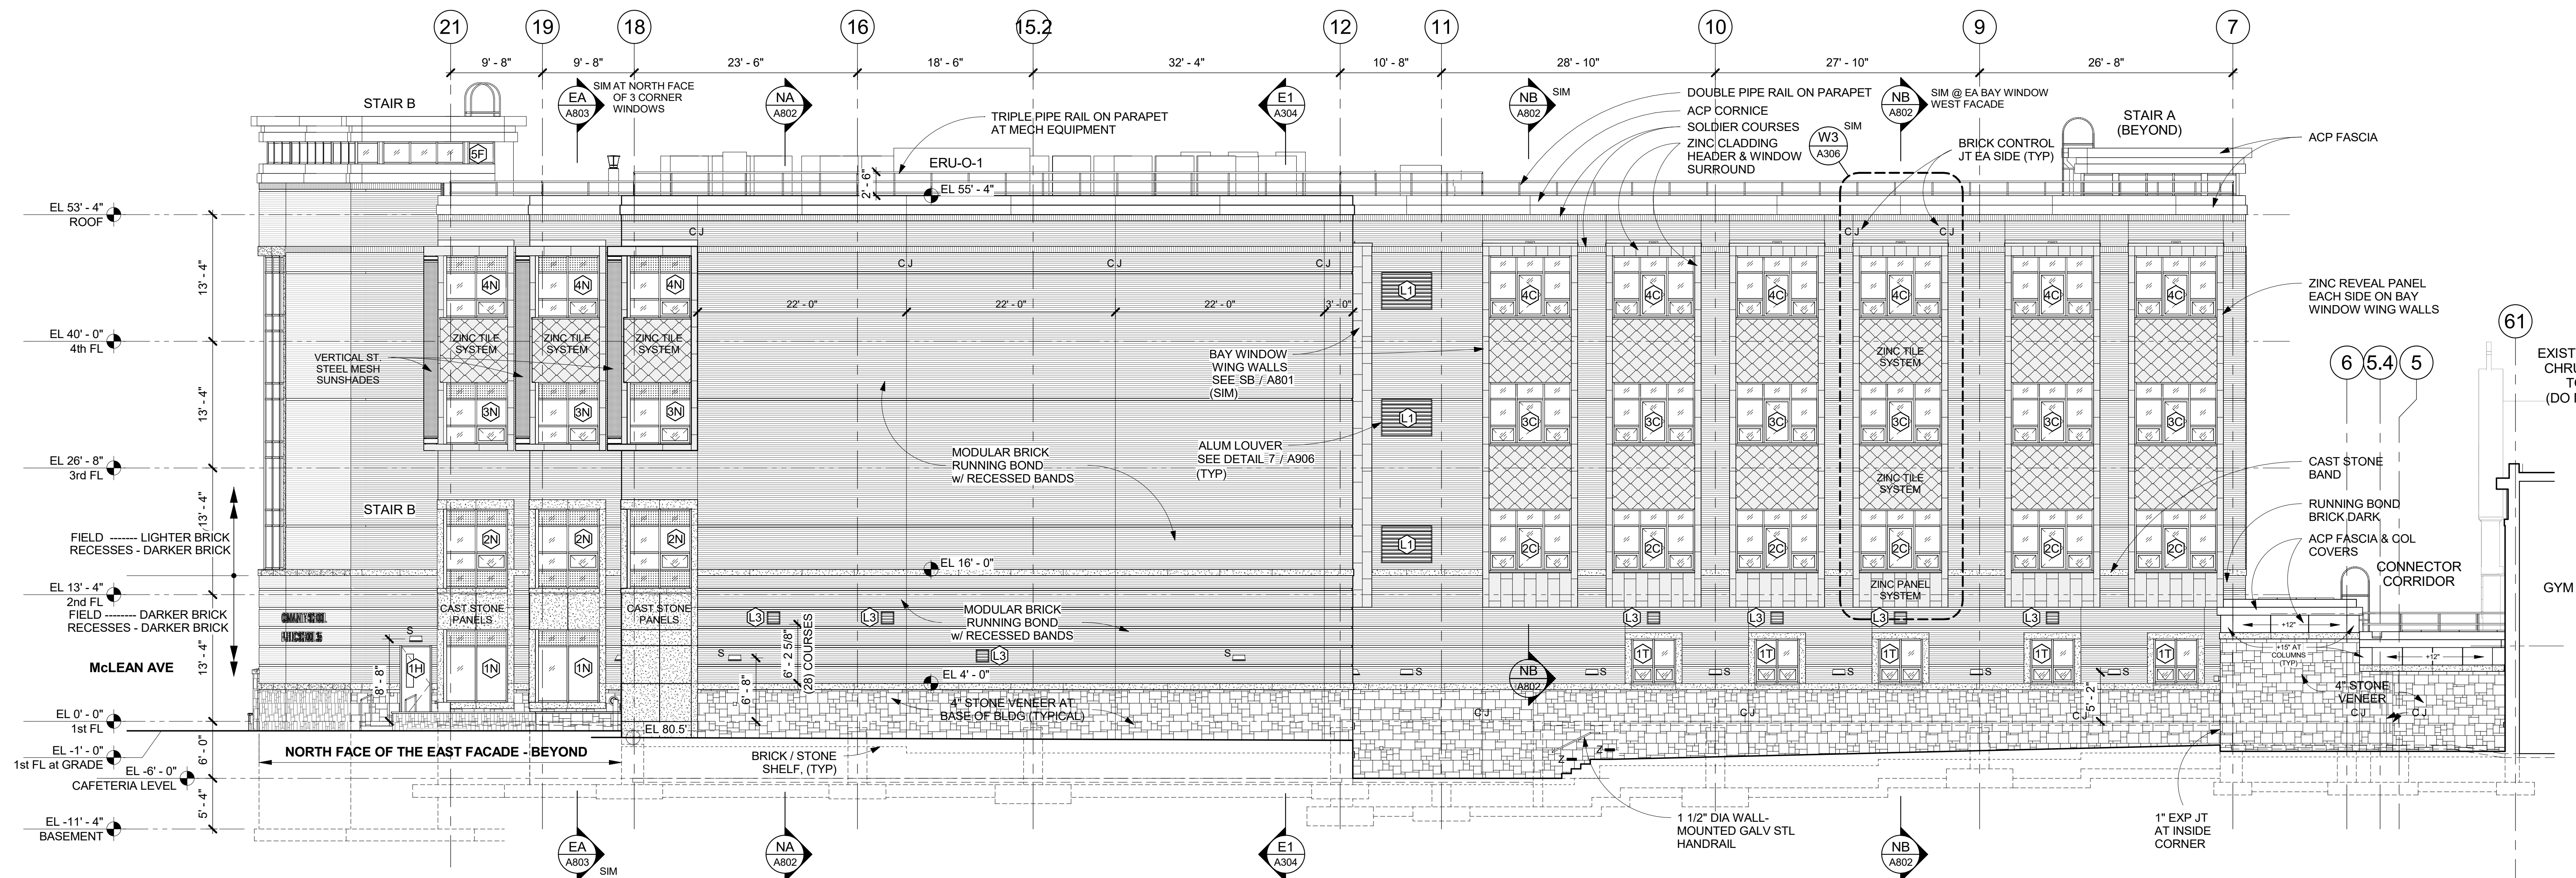 21
19
18
16
15.2
12
11
10
9
7
9' - 8"
9' - 8"
23' - 6"
18' - 6"
32' - 4"
10' - 8"
28' - 10"
27' - 10"
26' - 8"
STAIR B
EA
A803
SIM AT NORTH FACE
OF 3 CORNER
WINDOWS
NA
A802
TRIPLE PIPE RAIL ON PARAPET
AT MECH EQUIPMENT
E1
A304
NB
A802
SIM
DOUBLE PIPE RAIL ON PARAPET
ACP CORNICE
SOLDIER COURSES
ZINC CLADDING
HEADER & WINDOW
SURROUND
W3
A306
SIM
NB
A802
SIM @ EA BAY WINDOW
WEST FACADE
BRICK CONTROL
JT EA SIDE (TYP)
STAIR A
(BEYOND)
ACP FASCIA
5F
ERU-O-1
2' - 6"
EL 55' - 4"
EL 53' - 4"
ROOF
C J
C J
C J
C J
C J
C J
13' - 4"
4N
4N
4N
L1
4C
4C
4C
4C
4C
4C
22' - 0"
22' - 0"
22' - 0"
3' - 0"
ZINC REVEAL PANEL
EACH SIDE ON BAY
WINDOW WING WALLS
61
EL 40' - 0"
4th FL
ZINC TILE
SYSTEM
ZINC TILE
SYSTEM
ZINC TILE
SYSTEM
VERTICAL ST.
STEEL MESH
SUNSHADES
BAY WINDOW
WING WALLS
SEE SB / A801
(SIM)
ZINC TILE
SYSTEM
6
5.4
5
13' - 4"
3N
3N
3N
L1
3C
3C
3C
3C
3C
3C
ALUM LOUVER
SEE DETAIL 7 / A906
(TYP)
MODULAR BRICK
RUNNING BOND
w/ RECESSED BANDS
EL 26' - 8"
3rd FL
ZINC TILE
SYSTEM
CAST STONE
BAND
13' - 4"
STAIR B
RUNNING BOND
BRICK DARK
FIELD ------- LIGHTER BRICK
RECESSES - DARKER BRICK
2N
2N
2N
L1
2C
2C
2C
2C
2C
2C
ACP FASCIA & COL
COVERS
CONNECTOR
CORRIDOR
GYM
EL 16' - 0"
EL 13' - 4"
2nd FL
FIELD -------- DARKER BRICK
RECESSES - DARKER BRICK
CAST STONE
PANELS
CAST STONE
PANELS
ZINC PANEL
SYSTEM
L3
L3
L3
L3
L3
L3
L3
MODULAR BRICK
RUNNING BOND
w/ RECESSED BANDS
6' - 2 5/8"
(28) COURSES
+12"
+15" AT
COLUMNS
(TYP)
+12"
McLEAN AVE
13' - 4"
8' - 8"
S
1H
1N
1N
S
6' - 8"
S
S
S
S
S
S
1T
1T
1T
1T
1T
NB
A802
5' - 2"
EL 4' - 0"
4" STONE VENEER AT
BASE OF BLDG (TYPICAL)
4" STONE
VENEER
C J
C J
C J
C J
C J
EL 0' - 0"
1st FL
EL 80.5'
NORTH FACE OF THE EAST FACADE - BEYOND
BRICK / STONE
SHELF, (TYP)
Z
Z
EL -1' - 0"
1st FL at GRADE
6' - 0"
EL -6' - 0"
CAFETERIA LEVEL
5' - 4"
EL -11' - 4"
BASEMENT
1 1/2" DIA WALL-
MOUNTED GALV STL
HANDRAIL
1" EXP JT
AT INSIDE
CORNER
EA
A803
SIM
NA
A802
E1
A304
NB
A802